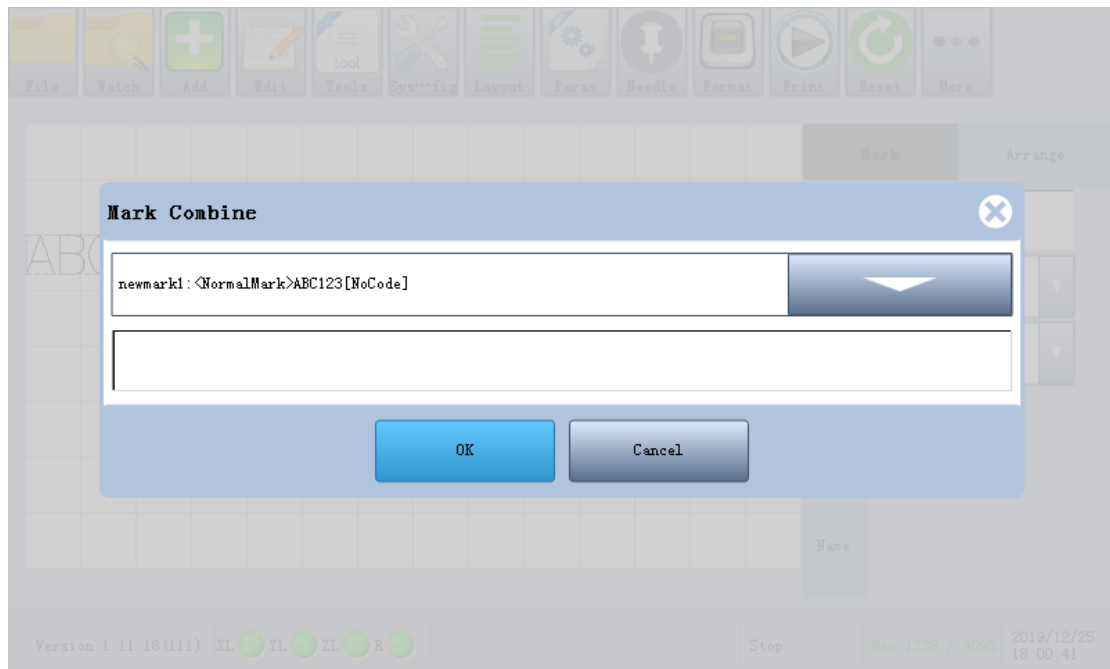 File Watch Add Edit tool Tools Sys···fig Layout Paras Needle Format Print Reset More
Mark Arrange
Mark Combine
ABC
newmark1:<NormalMark>ABC123[NoCode]
OK Cancel
Name
Version:1.11.18(111) XL YL ZL R Stop Mem:1238 / 4095 2019/12/25
18:00:41